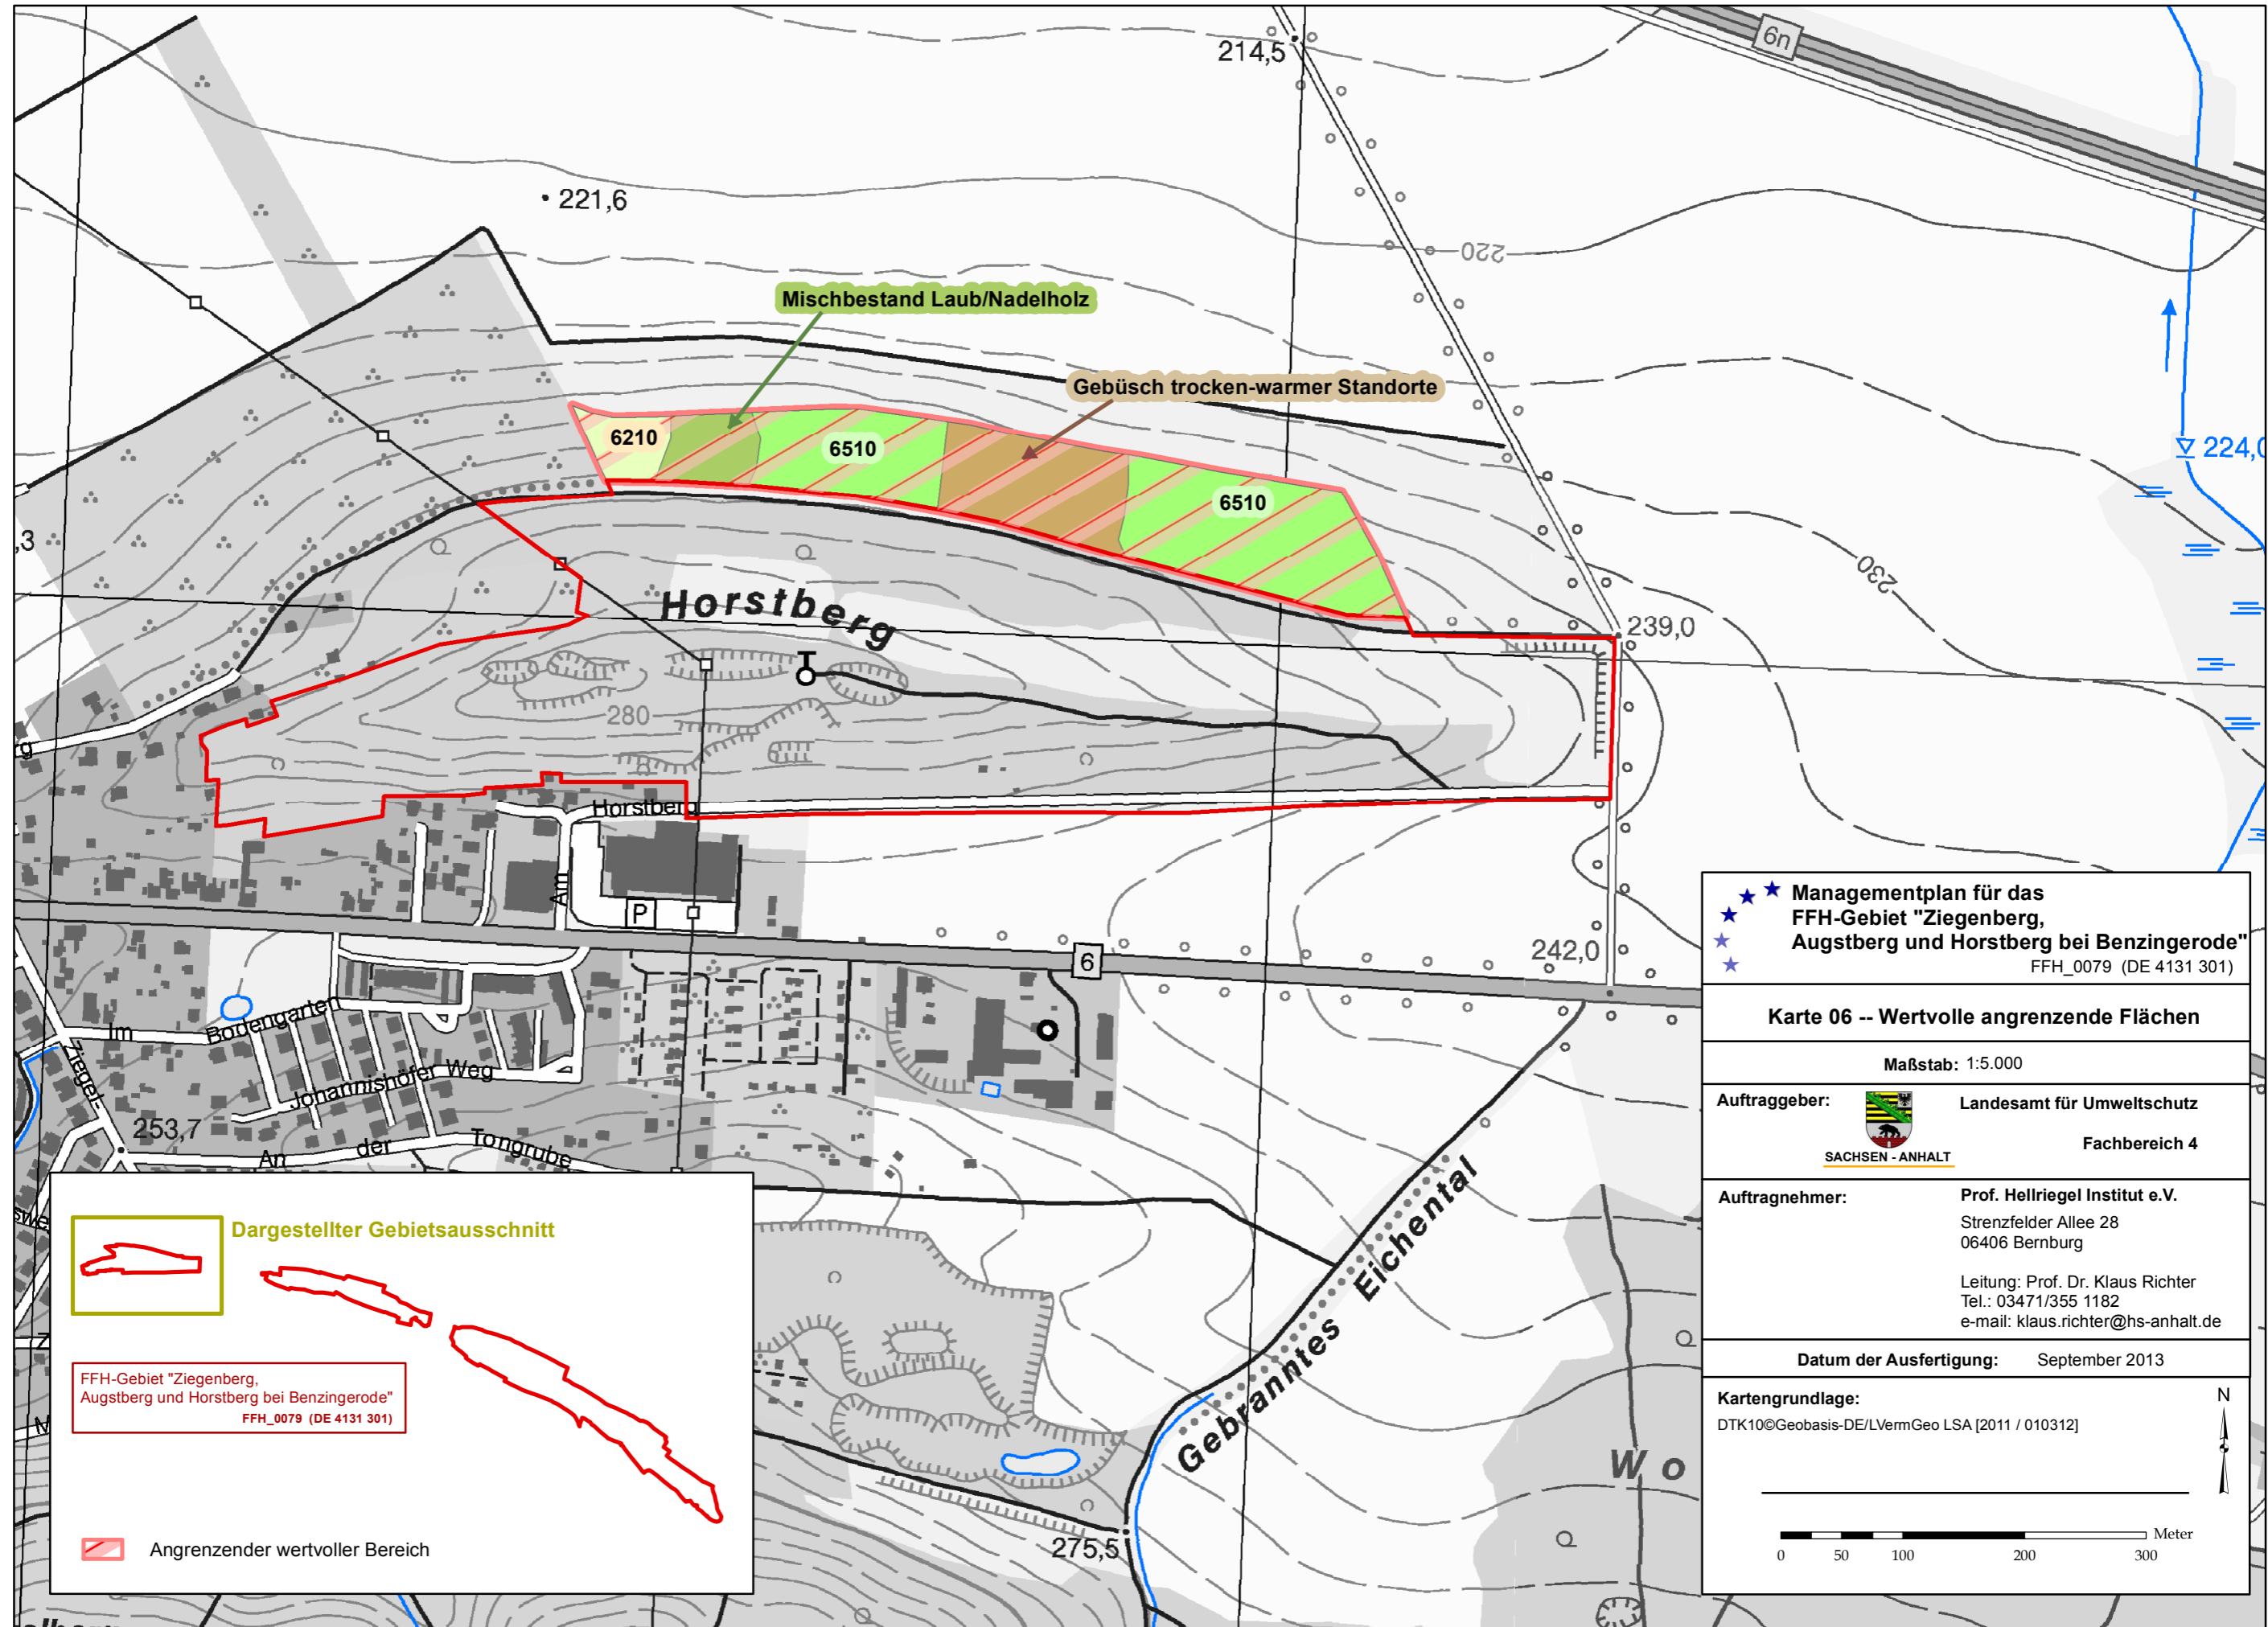 214,5
6n
221,6
220
Mischbestand Laub/Nadelholz
Gebüsch trocken-warmer Standorte
6210
6510
6510
224,0
,3
230
Horstberg
239,0
280
rg
Horstberg
Am
P
6
242,0
Im Bodengarten
Ziegel-
Johannishöfer Weg
253,7
An der Tongrube
swe
Z
M
Gebranntes Eichental
275,5
Wo
Dargestellter Gebietsausschnitt
FFH-Gebiet "Ziegenberg,
Augstberg und Horstberg bei Benzingerode"
FFH_0079 (DE 4131 301)
Angrenzender wertvoller Bereich
Managementplan für das
FFH-Gebiet "Ziegenberg,
Augstberg und Horstberg bei Benzingerode"
FFH_0079 (DE 4131 301)
Karte 06 -- Wertvolle angrenzende Flächen
Maßstab: 1:5.000
Auftraggeber:
SACHSEN - ANHALT
Landesamt für Umweltschutz
Fachbereich 4
Auftragnehmer:
Prof. Hellriegel Institut e.V.
Strenzfelder Allee 28
06406 Bernburg
Leitung: Prof. Dr. Klaus Richter
Tel.: 03471/355 1182
e-mail: klaus.richter@hs-anhalt.de
Datum der Ausfertigung: September 2013
Kartengrundlage:
DTK10©Geobasis-DE/LVermGeo LSA [2011 / 010312]
N
Meter
0 50 100 200 300